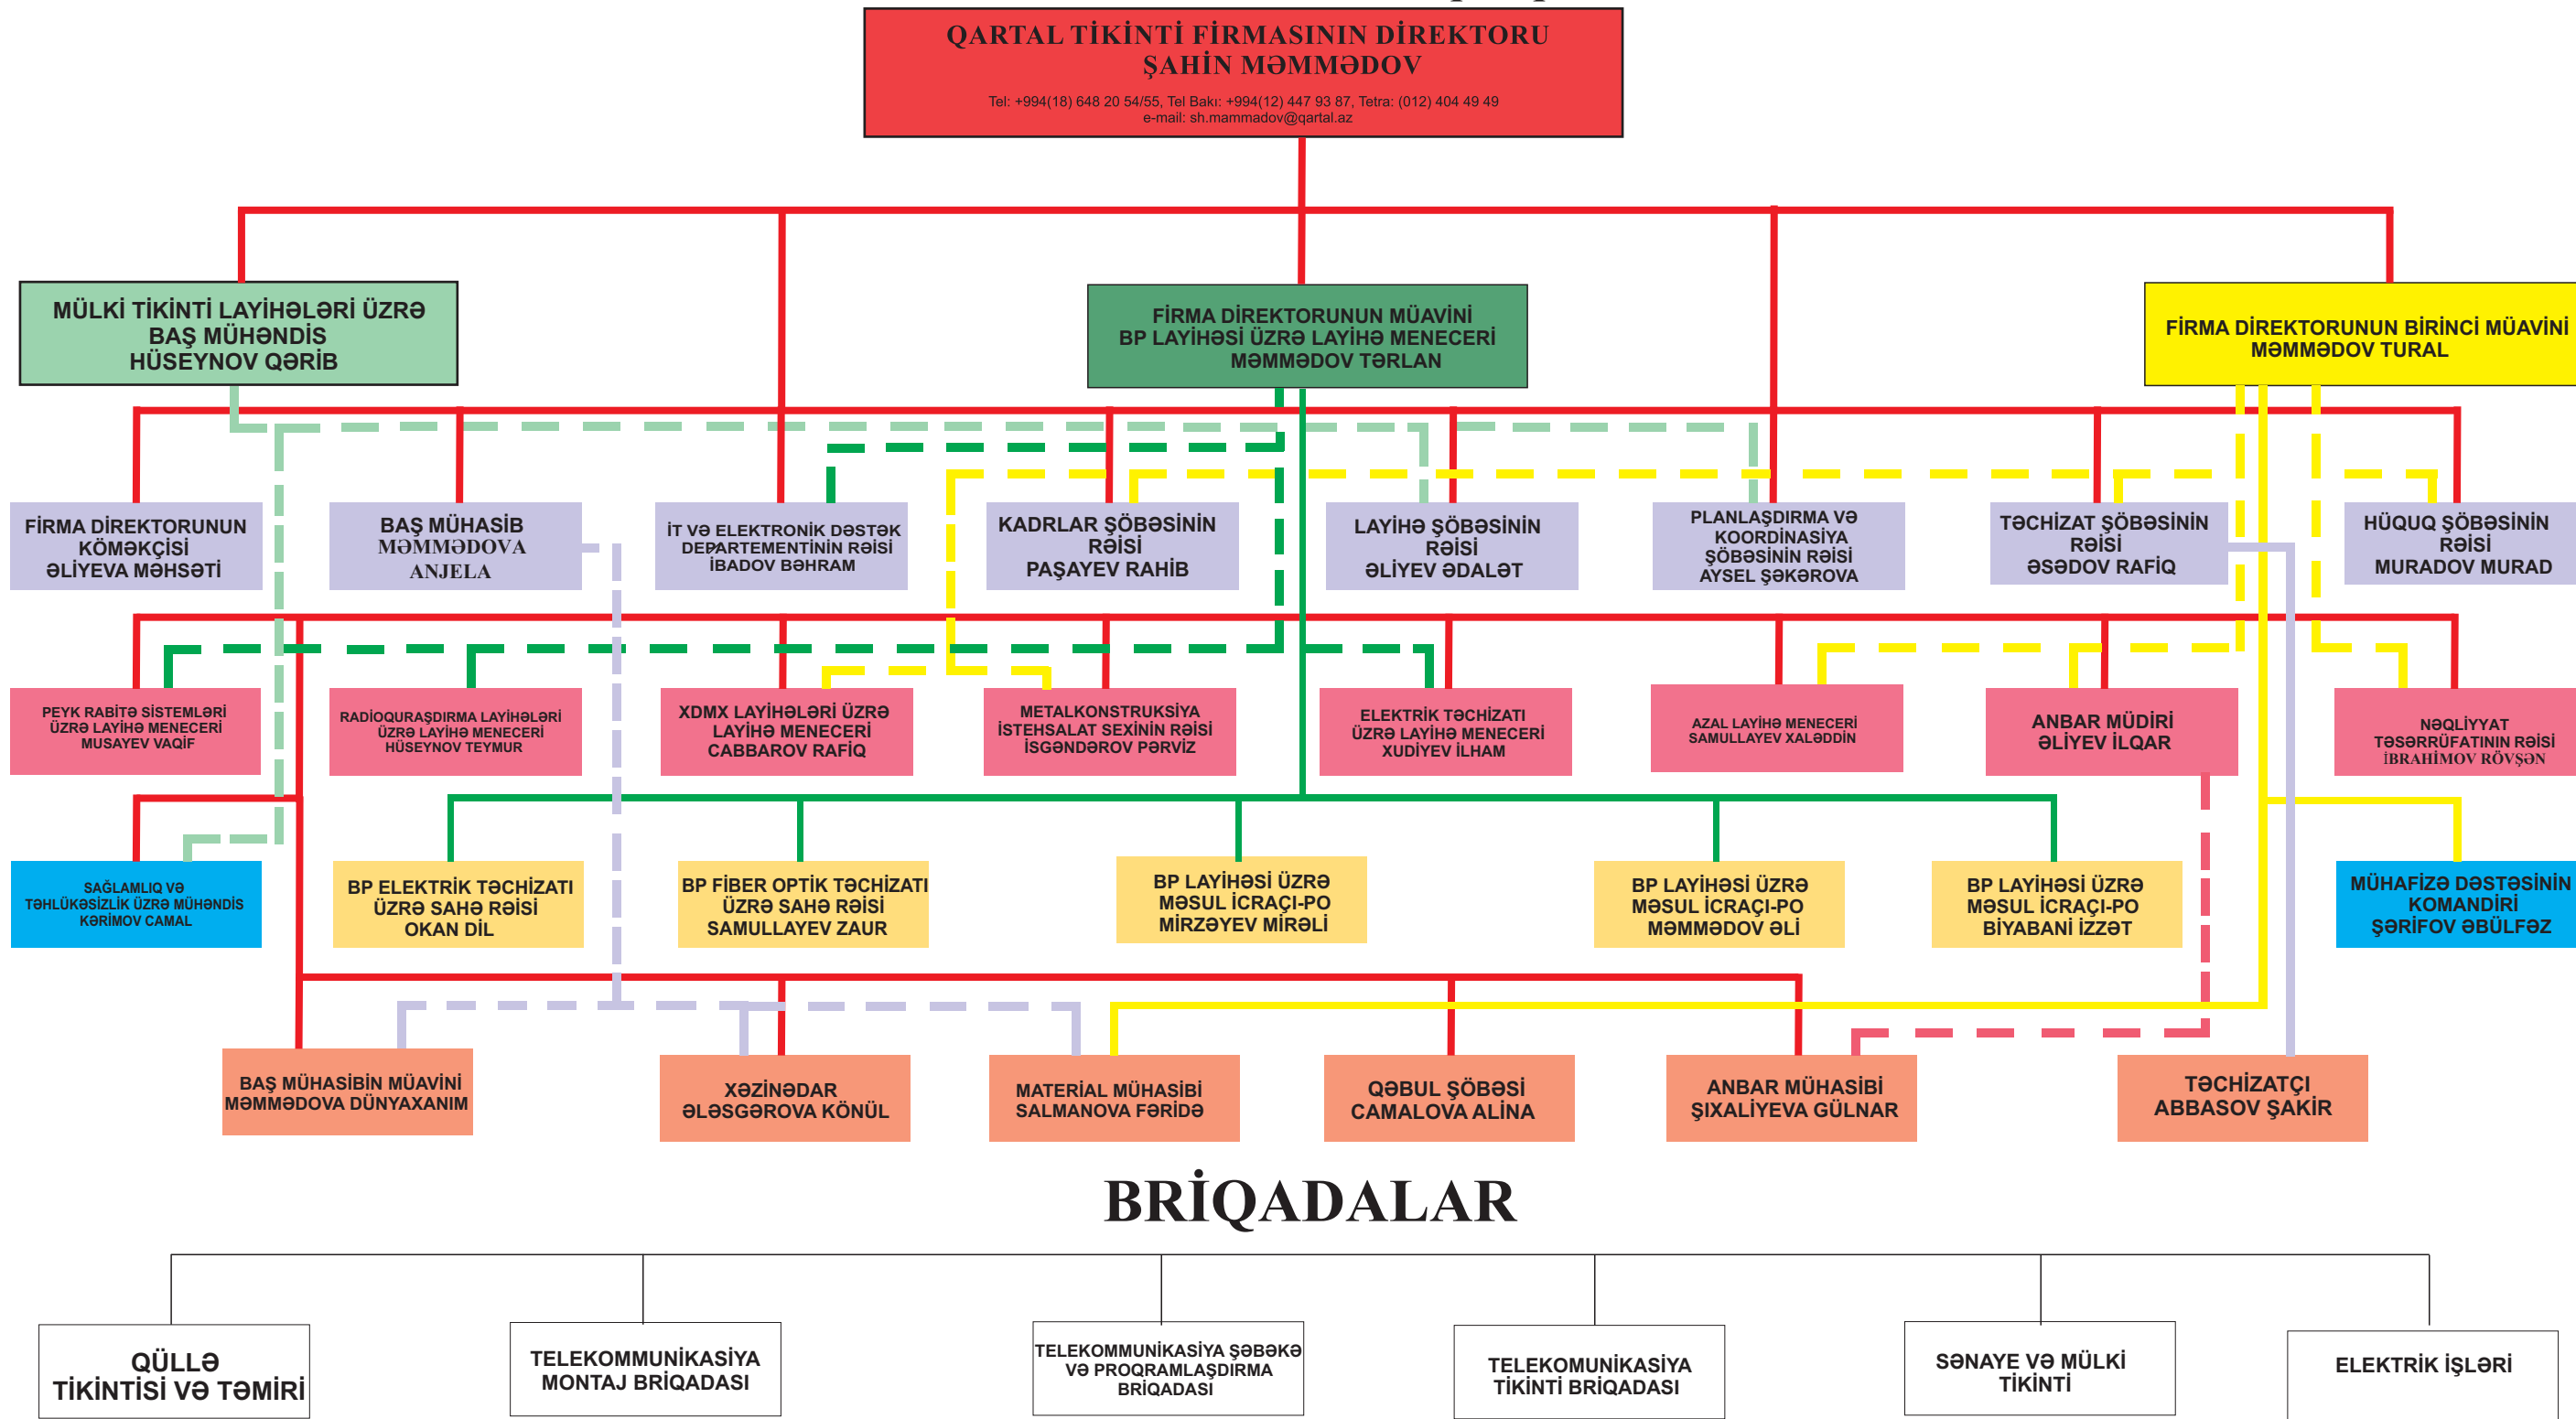 QARTAL TİKİNTİ FİRMASININ DİREKTORU
ŞAHİN MƏMMƏDOV
Tel: +994(18) 648 20 54/55, Tel Bakı: +994(12) 447 93 87, Tetra: (012) 404 49 49
e-mail: sh.mammadov@qartal.az
MÜLKİ TİKİNTİ LAYİHƏLƏRİ ÜZRƏ
BAŞ MÜHƏNDİS
HÜSEYNOV QƏRİB
FİRMA DİREKTORUNUN MÜAVİNİ
BP LAYİHƏSİ ÜZRƏ LAYİHƏ MENECERİ
MƏMMƏDOV TƏRLAN
FİRMA DİREKTORUNUN BİRİNCİ MÜAVİNİ
MƏMMƏDOV TURAL
FİRMA DİREKTORUNUN
KÖMƏKÇİSİ
ƏLİYEVA MƏHSƏTİ
BAŞ MÜHASİB
MƏMMƏDOVA
ANJELA
İT VƏ ELEKTRONİK DƏSTƏK
DEPARTEMENTİNİN RƏİSİ
İBADOV BƏHRAM
KADRLAR ŞÖBƏSİNİN
RƏİSİ
PAŞAYEV RAHİB
LAYİHƏ ŞÖBƏSİNİN
RƏİSİ
ƏLİYEV ƏDALƏT
PLANLAŞDIRMA VƏ
KOORDİNASİYA
ŞÖBƏSİNİN RƏİSİ
AYSEL ŞƏKƏROVA
TƏCHİZAT ŞÖBƏSİNİN
RƏİSİ
ƏSƏDOV RAFİQ
HÜQUQ ŞÖBƏSİNİN
RƏİSİ
MURADOV MURAD
PEYK RABİTƏ SİSTEMLƏRİ
ÜZRƏ LAYİHƏ MENECERİ
MUSAYEV VAQİF
RADİOQURAŞDIRMA LAYİHƏLƏRİ
ÜZRƏ LAYİHƏ MENECERİ
HÜSEYNOV TEYMUR
XDMX LAYİHƏLƏRİ ÜZRƏ
LAYİHƏ MENECERİ
CABBAROV RAFİQ
METALKONSTRUKSİYA
İSTEHSALAT SEXİNİN RƏİSİ
İSGƏNDƏROV PƏRVİZ
ELEKTRİK TƏCHİZATI
ÜZRƏ LAYİHƏ MENECERİ
XUDİYEV İLHAM
AZAL LAYİHƏ MENECERİ
SAMULLAYEV XALƏDDİN
ANBAR MÜDİRİ
ƏLİYEV İLQAR
NƏQLİYYAT
TƏSƏRRÜFATININ RƏİSİ
İBRAHİMOV RÖVŞƏN
SAĞLAMLIQ VƏ
TƏHLÜKƏSİZLİK ÜZRƏ MÜHƏNDİS
KƏRİMOV CAMAL
BP ELEKTRİK TƏCHİZATI
ÜZRƏ SAHƏ RƏİSİ
OKAN DİL
BP FİBER OPTİK TƏCHİZATI
ÜZRƏ SAHƏ RƏİSİ
SAMULLAYEV ZAUR
BP LAYİHƏSİ ÜZRƏ
MƏSUL İCRAÇI-PO
MİRZƏYEV MİRƏLİ
BP LAYİHƏSİ ÜZRƏ
MƏSUL İCRAÇI-PO
MƏMMƏDOV ƏLİ
BP LAYİHƏSİ ÜZRƏ
MƏSUL İCRAÇI-PO
BİYABANİ İZZƏT
MÜHAFİZƏ DƏSTƏSİNİN
KOMANDİRİ
ŞƏRİFOV ƏBÜLFƏZ
BAŞ MÜHASİBİN MÜAVİNİ
MƏMMƏDOVA DÜNYAXANIM
XƏZİNƏDAR
ƏLƏSGƏROVA KÖNÜL
MATERİAL MÜHASİBİ
SALMANOVA FƏRİDƏ
QƏBUL ŞÖBƏSİ
CAMALOVA ALİNA
ANBAR MÜHASİBİ
ŞIXALİYEVA GÜLNAR
TƏCHİZATÇI
ABBASOV ŞAKİR
BRİQADALAR
QÜLLƏ
TİKİNTİSİ VƏ TƏMİRİ
TELEKOMMUNİKASİYA
MONTAJ BRİQADASI
TELEKOMMUNİKASİYA ŞƏBƏKƏ
VƏ PROQRAMLAŞDIRMA
BRİQADASI
TELEKOMUNİKASİYA
TİKİNTİ BRİQADASI
SƏNAYE VƏ MÜLKİ
TİKİNTİ
ELEKTRİK İŞLƏRİ